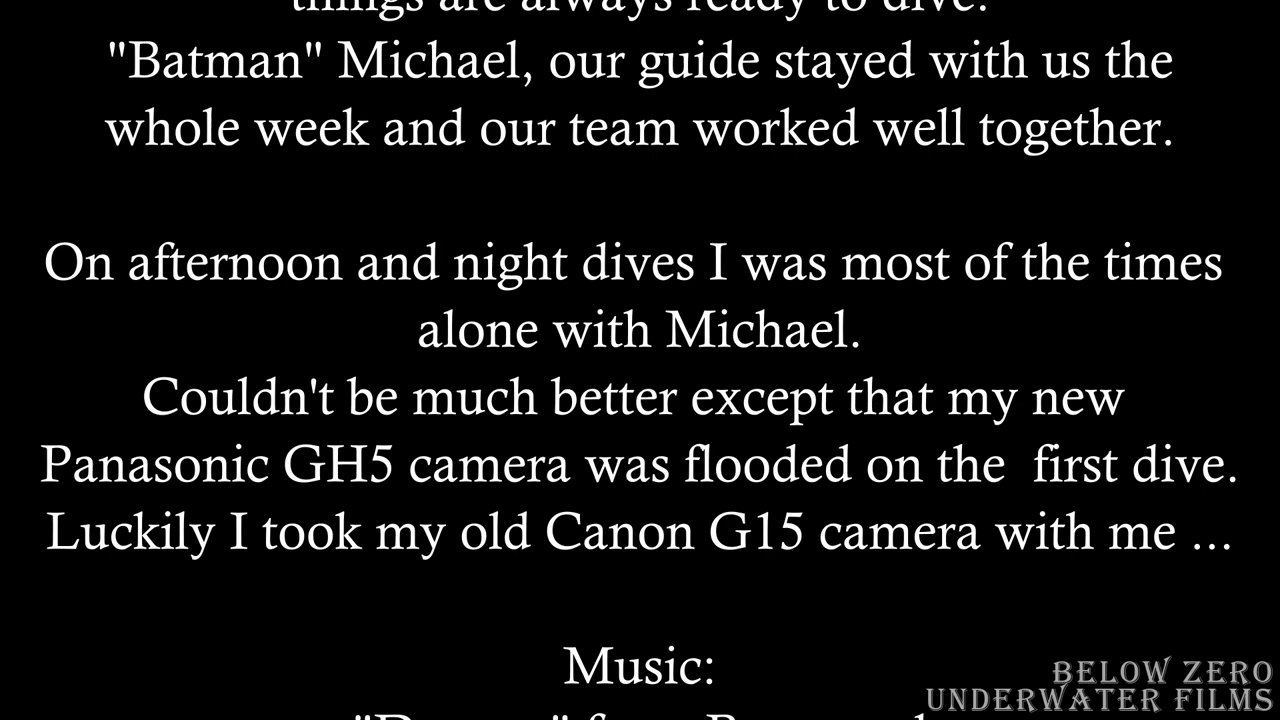 things are always ready to dive.
"Batman" Michael, our guide stayed with us the
whole week and our team worked well together.
On afternoon and night dives I was most of the times
alone with Michael.
Couldn't be much better except that my new
Panasonic GH5 camera was flooded on the  first dive.
Luckily I took my old Canon G15 camera with me ...
Music:
BELOW ZERO
UNDERWATER FILMS